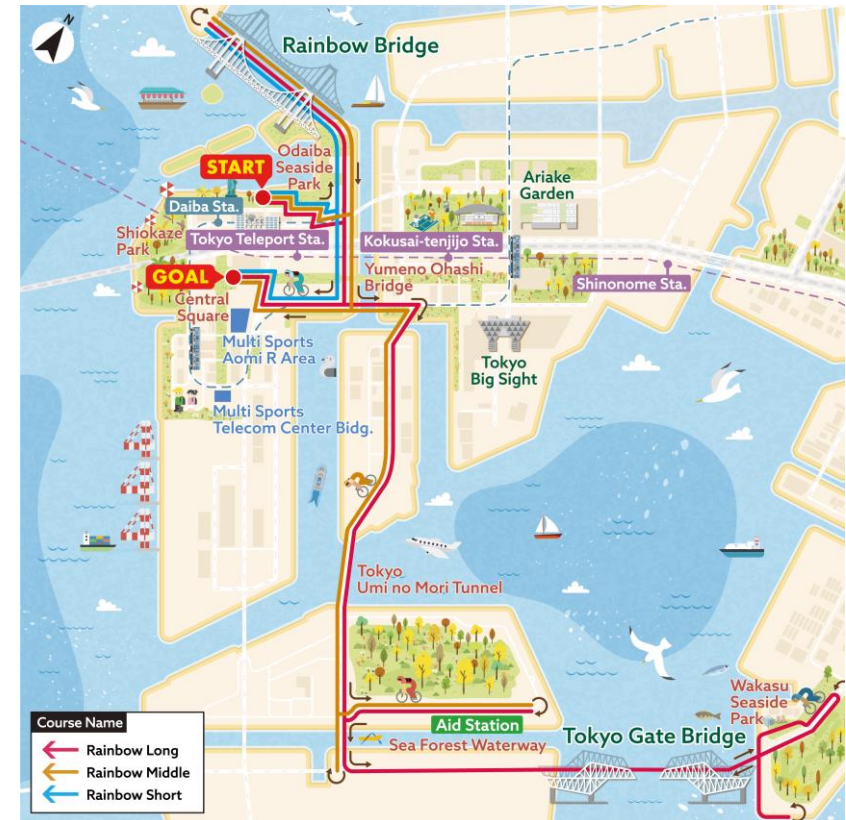 N
Rainbow Bridge
START
Odaiba
Seaside
Park
Daiba Sta.
Ariake
Garden
Shiokaze
Park
Tokyo Teleport Sta.
Kokusai-tenjijo Sta.
GOAL
Yumeno Ohashi
Bridge
Shinonome Sta.
Central
Square
Multi Sports
Aomi R Area
Tokyo
Big Sight
Multi Sports
Telecom Center Bidg.
Tokyo
Umi no Mori Tunnel
Wakasu
Seaside
Park
Aid Station
Sea Forest Waterway
Tokyo Gate Bridge
Course Name
Rainbow Long
Rainbow Middle
Rainbow Short